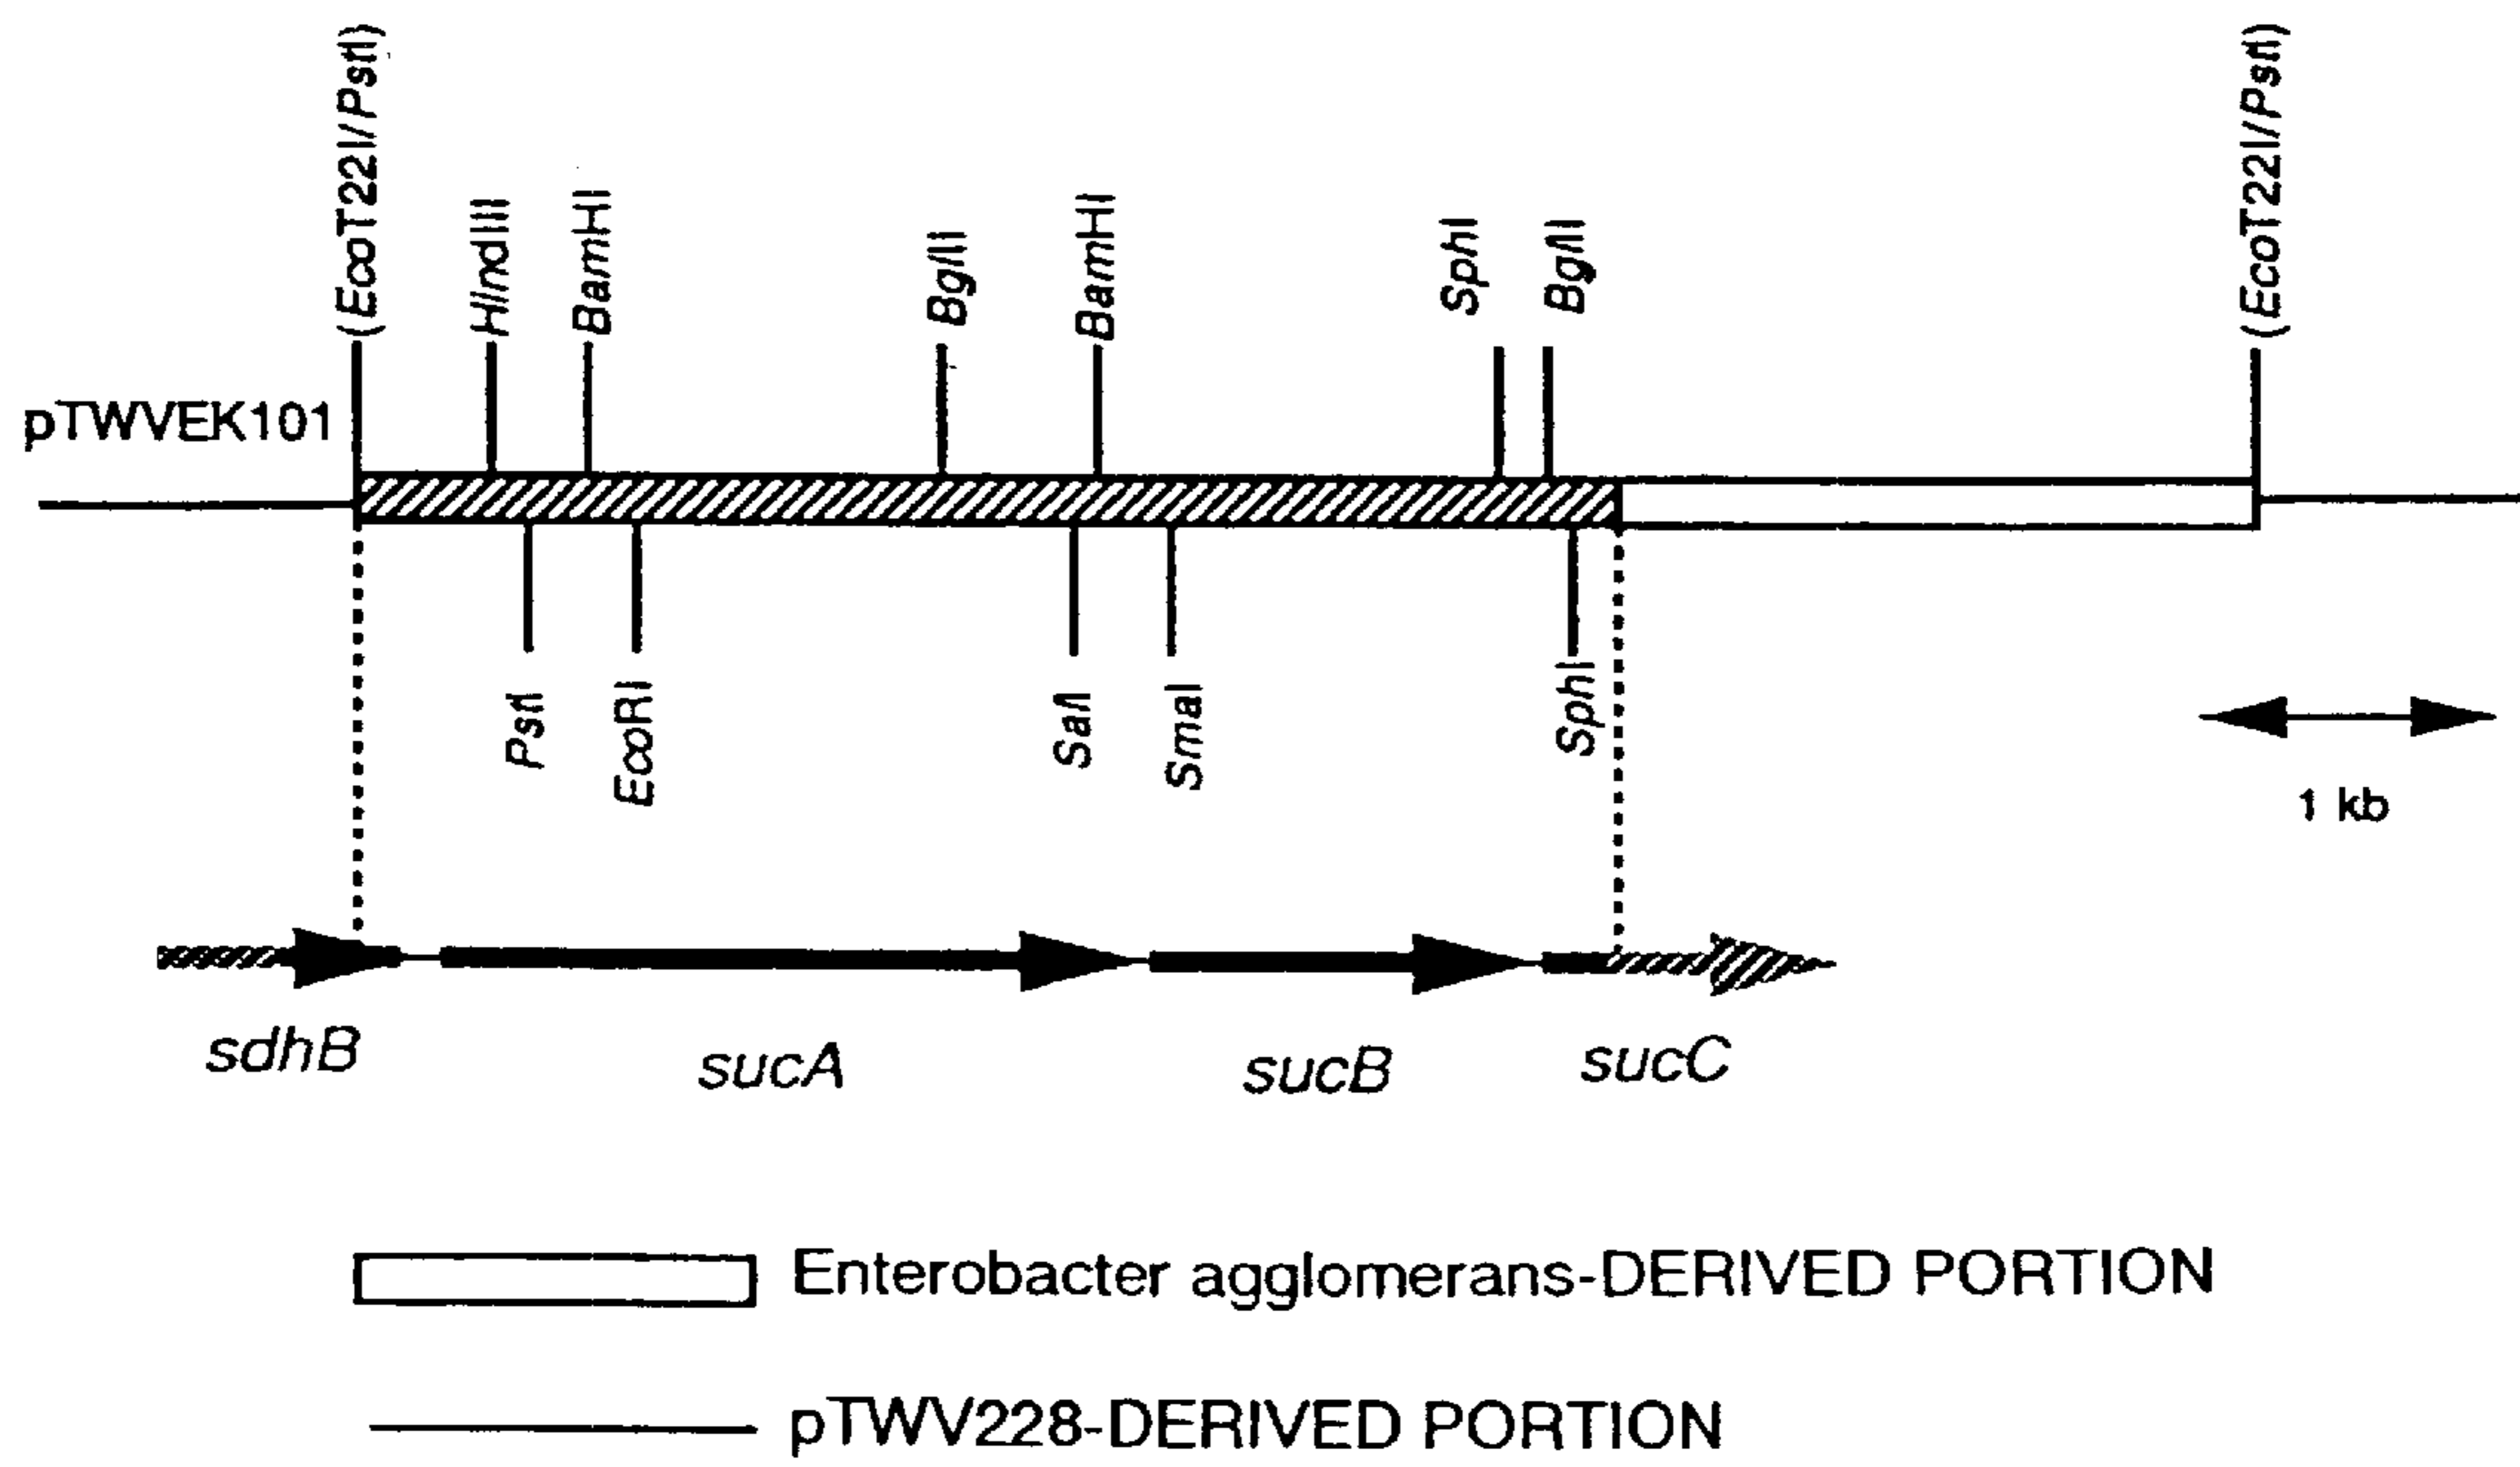 (EcoT22I/PstI)
HindIII
BamHI
BglII
BamHI
SphI
BglII
(EcoT22I/PstI)
pTWVEK101
PstI
EcoRI
SalI
SmaI
SphI
1 kb
sdhB
sucA
sucB
sucC
Enterobacter agglomerans-DERIVED PORTION
pTWV228-DERIVED PORTION